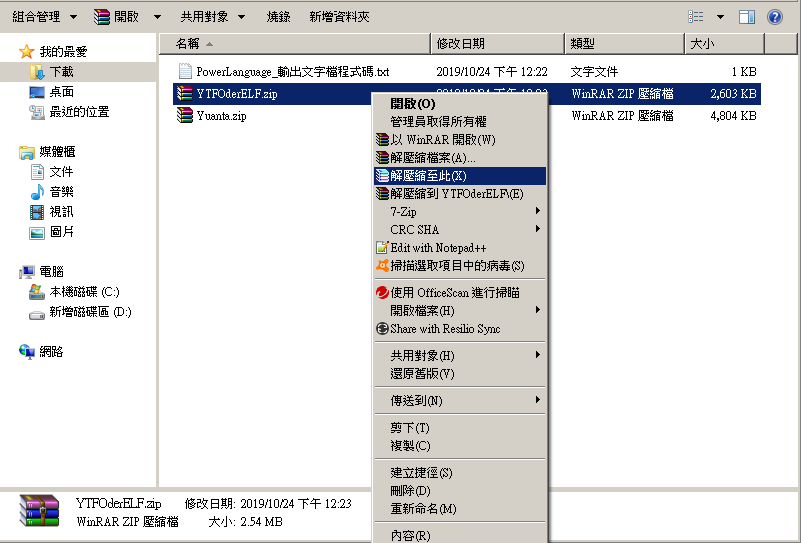 組合管理 開啟 共用對象 燒錄 新增資料夾
我的最愛
下載
桌面
最近的位置
媒體櫃
文件
音樂
視訊
圖片
電腦
本機磁碟 (C:)
新增磁碟區 (D:)
網路
名稱 修改日期 類型 大小
PowerLanguage_輸出文字檔程式碼.txt 2019/10/24 下午 12:22 文字文件 1 KB
YTFOderELF.zip WinRAR ZIP 壓縮檔 2,603 KB
Yuanta.zip WinRAR ZIP 壓縮檔 4,804 KB
開啟(O)
管理員取得所有權
以 WinRAR 開啟(W)
解壓縮檔案(A)...
解壓縮至此(X)
解壓縮到 YTFOderELF\(E)
7-Zip
CRC SHA
Edit with Notepad++
掃描選取項目中的病毒(S)
使用 OfficeScan 進行掃瞄
開啟檔案(H)
Share with Resilio Sync
共用對象(H)
還原舊版(V)
傳送到(N)
剪下(T)
複製(C)
建立捷徑(S)
刪除(D)
重新命名(M)
內容(R)
YTFOderELF.zip 修改日期: 2019/10/24 下午 12:23
WinRAR ZIP 壓縮檔 大小: 2.54 MB